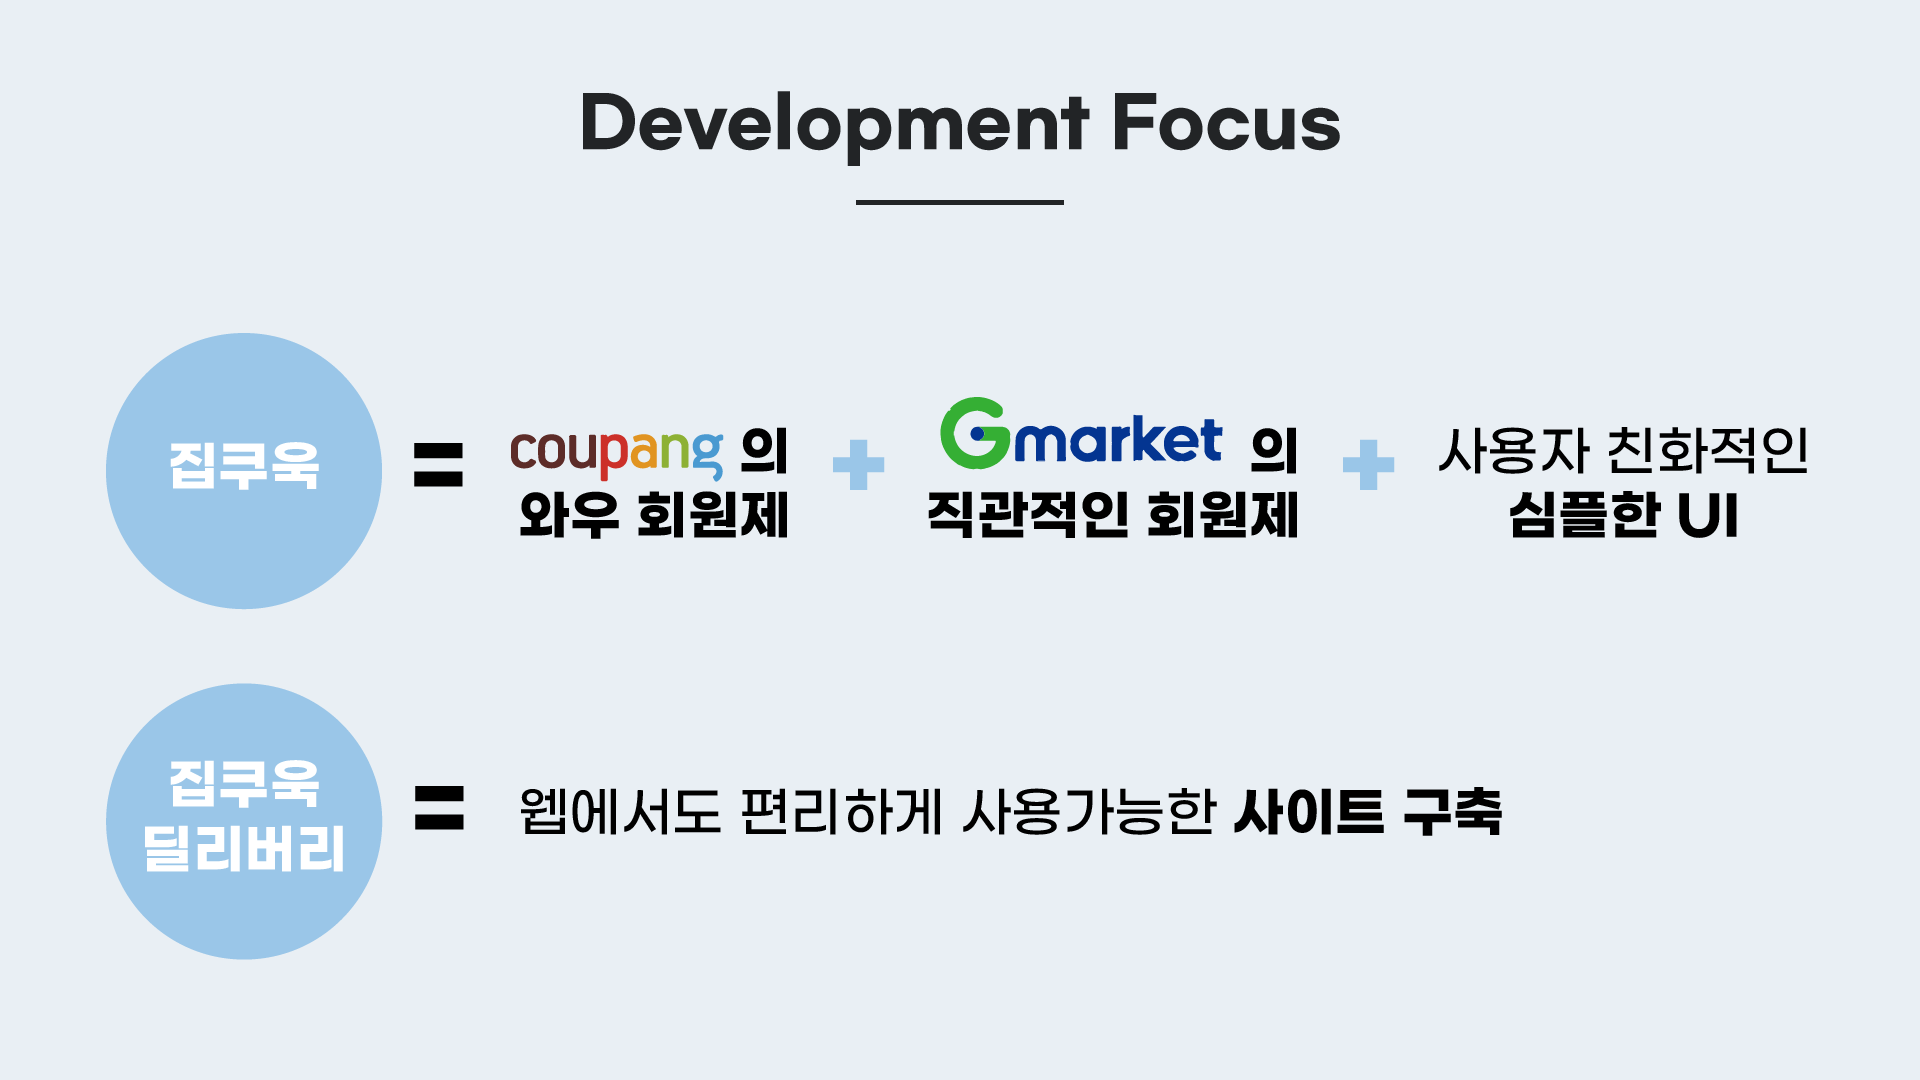 Development Focus
집쿠욱
=
coupang 의
와우 회원제
+
Gmarket 의
직관적인 회원제
+
사용자 친화적인
심플한 UI
집쿠욱
딜리버리
=
웹에서도 편리하게 사용가능한 사이트 구축